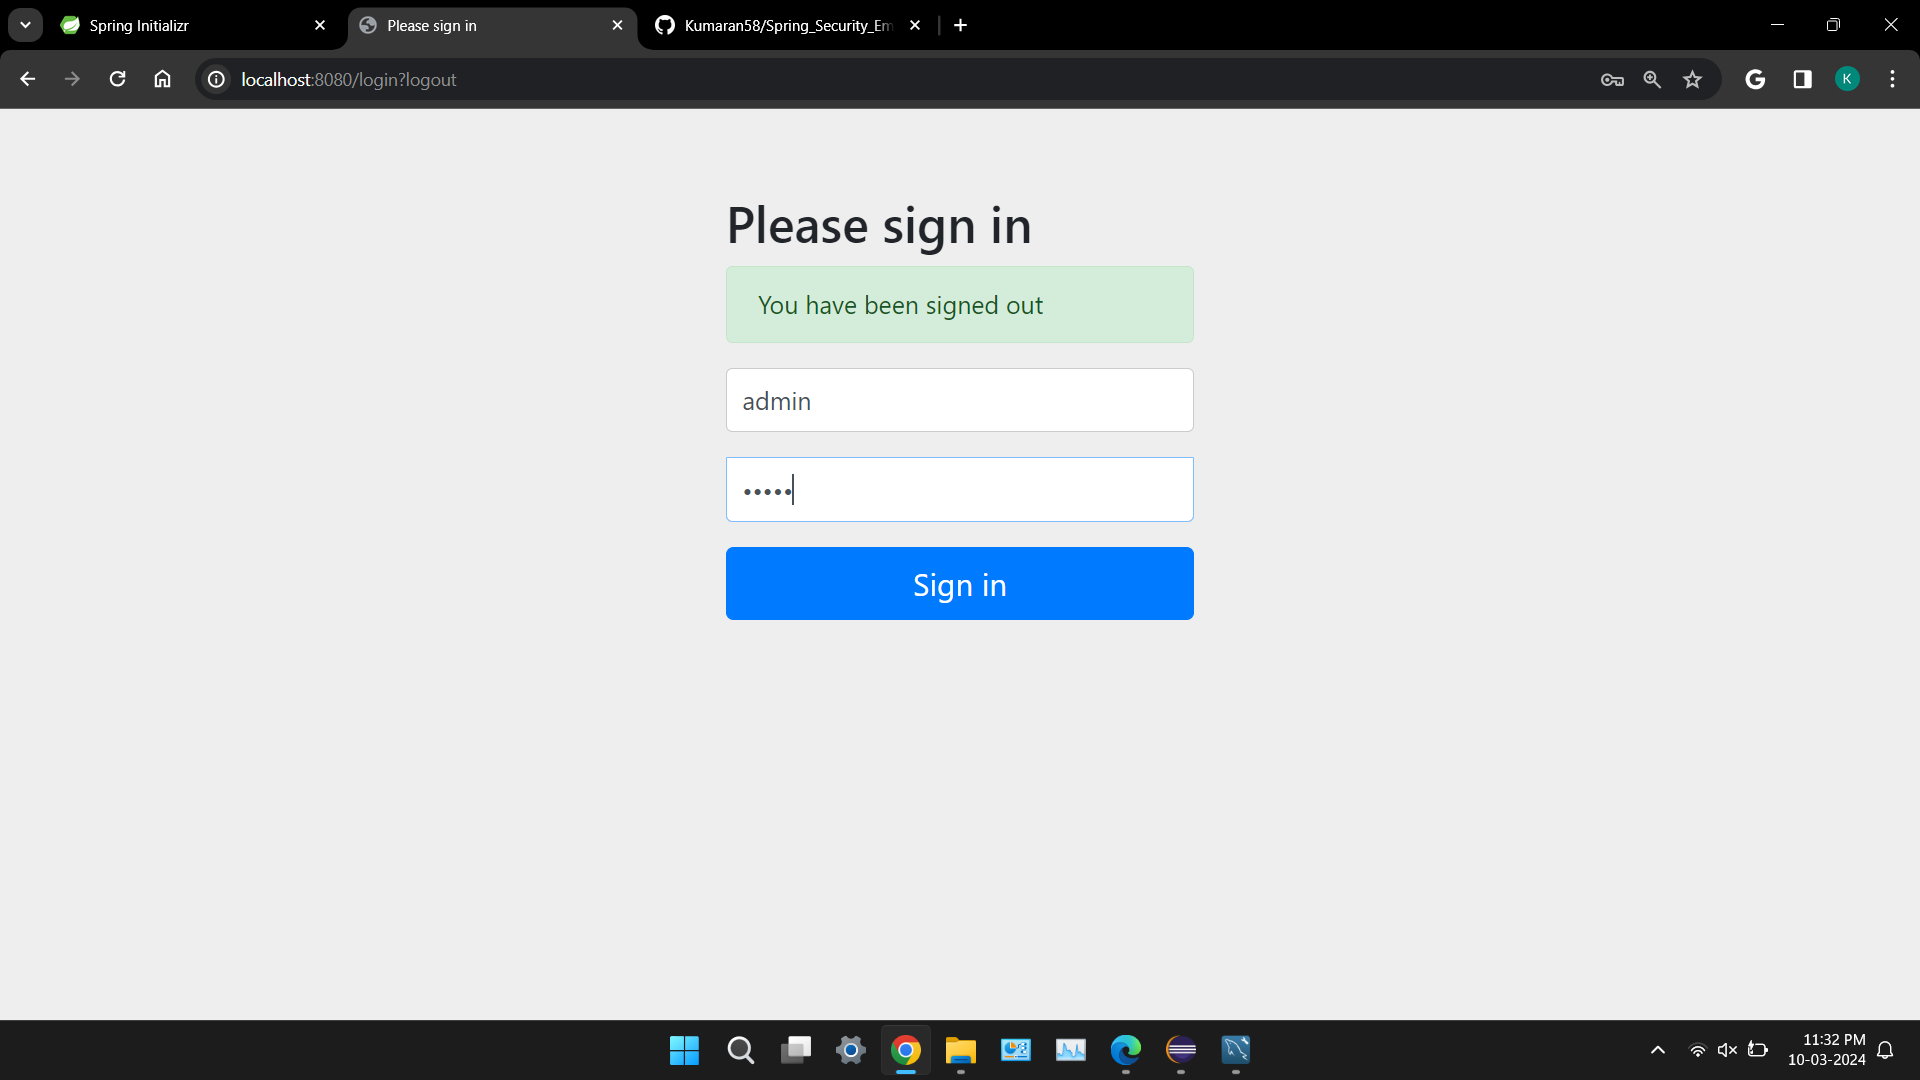 Spring Initializr
Please sign in
Kumaran58/Spring_Security_Em
localhost:8080/login?logout
K
Please sign in
You have been signed out
admin
•••••
Sign in
11:32 PM
10-03-2024